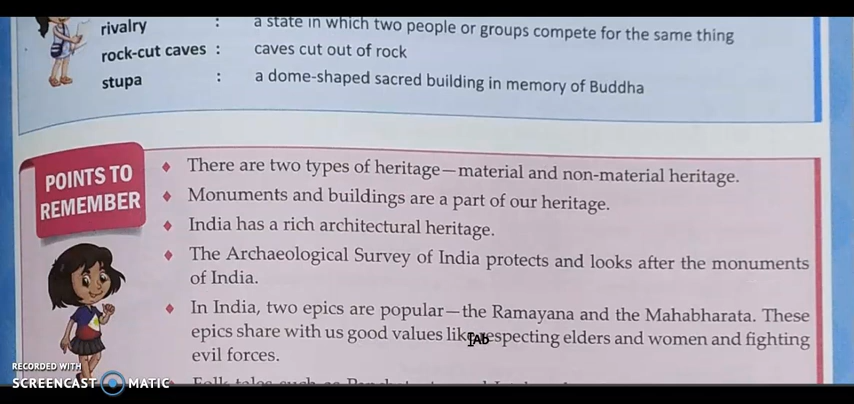 rivalry : a state in which two people or groups compete for the same thing
rock-cut caves : caves cut out of rock
stupa : a dome-shaped sacred building in memory of Buddha
POINTS TO
REMEMBER
There are two types of heritage—material and non-material heritage.
Monuments and buildings are a part of our heritage.
India has a rich architectural heritage.
The Archaeological Survey of India protects and looks after the monuments
of India.
In India, two epics are popular—the Ramayana and the Mahabharata. These
epics share with us good values like respecting elders and women and fighting
evil forces.
Folk tales such as
RECORDED WITH
SCREENCAST MATIC